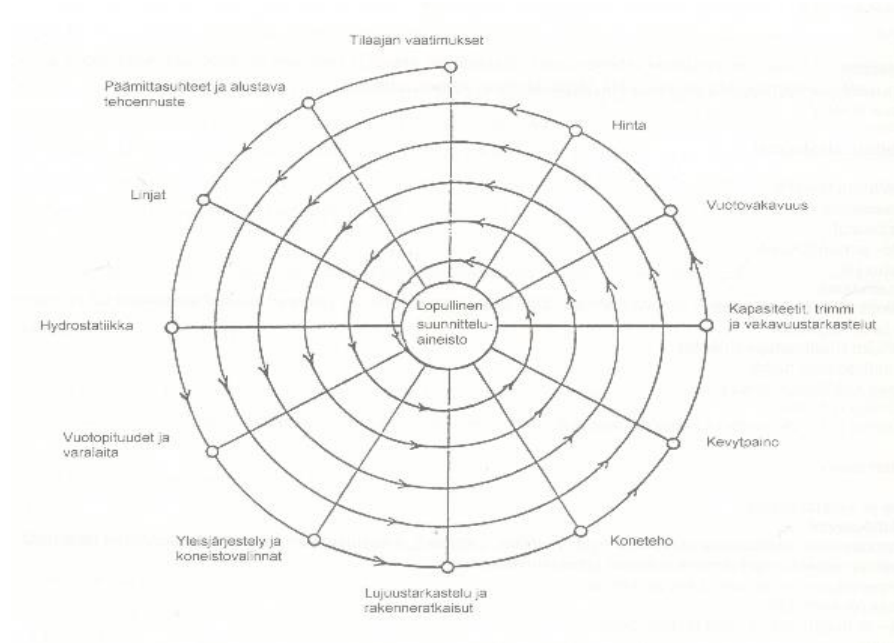 Tilaajan vaatimukset
Päämittasuhteet ja alustava
tehoennuste
Hinta
Linjat
Vuotovakavuus
Lopullinen
suunnittelu-
aineisto
Hydrostatiikka
Kapasiteetit, trimmi
ja vakavuustarkastelut
Vuotopituudet ja
varalaita
Kevytpaino
Yleisjärjestely ja
koneistovalinnat
Koneteho
Lujuustarkastelu ja
rakenneratkaisut